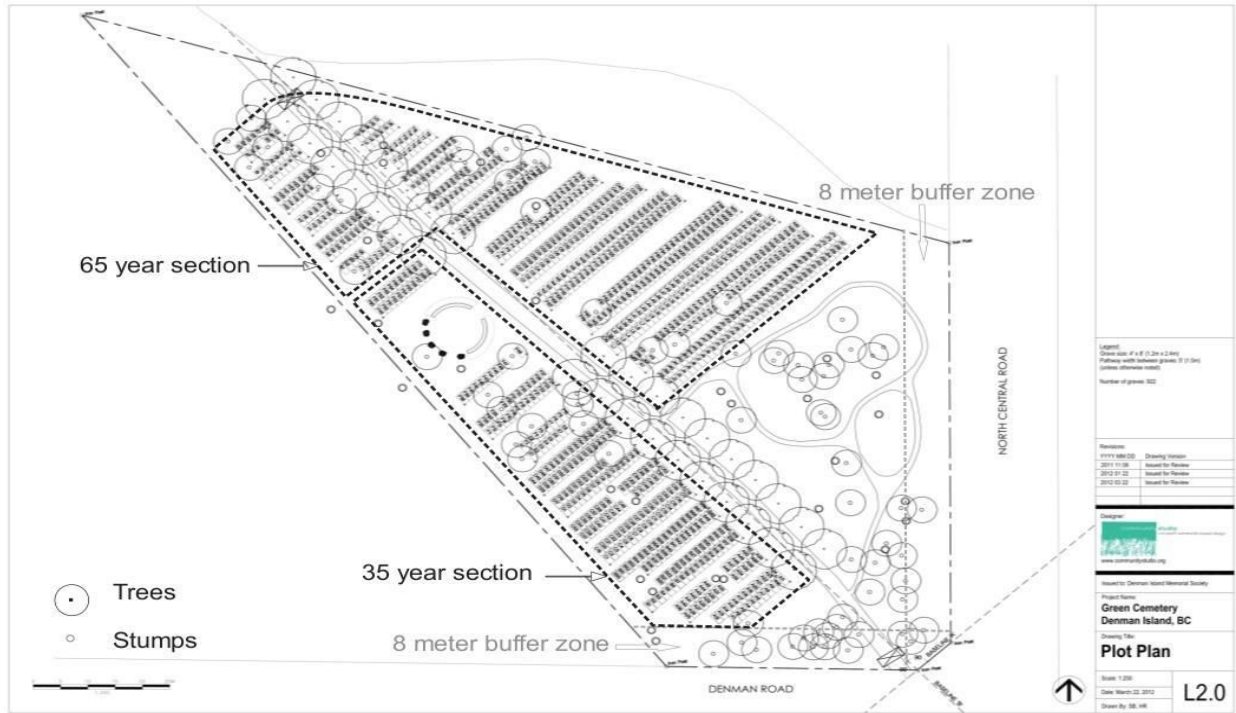 8 meter buffer zone
65 year section
NORTH CENTRAL ROAD
35 year section
Trees
Stumps
8 meter buffer zone
DENMAN ROAD
BASELINE
BASELINE
Legend:
Grave size: 4' x 8' (1.2m x 2.4m)
Pathway width between graves: 5' (1.5m)
(unless otherwise noted)
Number of graves: 922
Revisions:
YYYY MM DD Drawing Version
2011 11 08 Issued for Review
2012 01 22 Issued for Review
2012 02 22 Issued for Review
Designer:
www.communitystudio.org
Issued to: Denman Island Memorial Society
Project Name:
Green Cemetery
Denman Island, BC
Drawing Title:
Plot Plan
Scale: 1:200
Date: March 22, 2012
Drawn By: SB, HR
L2.0